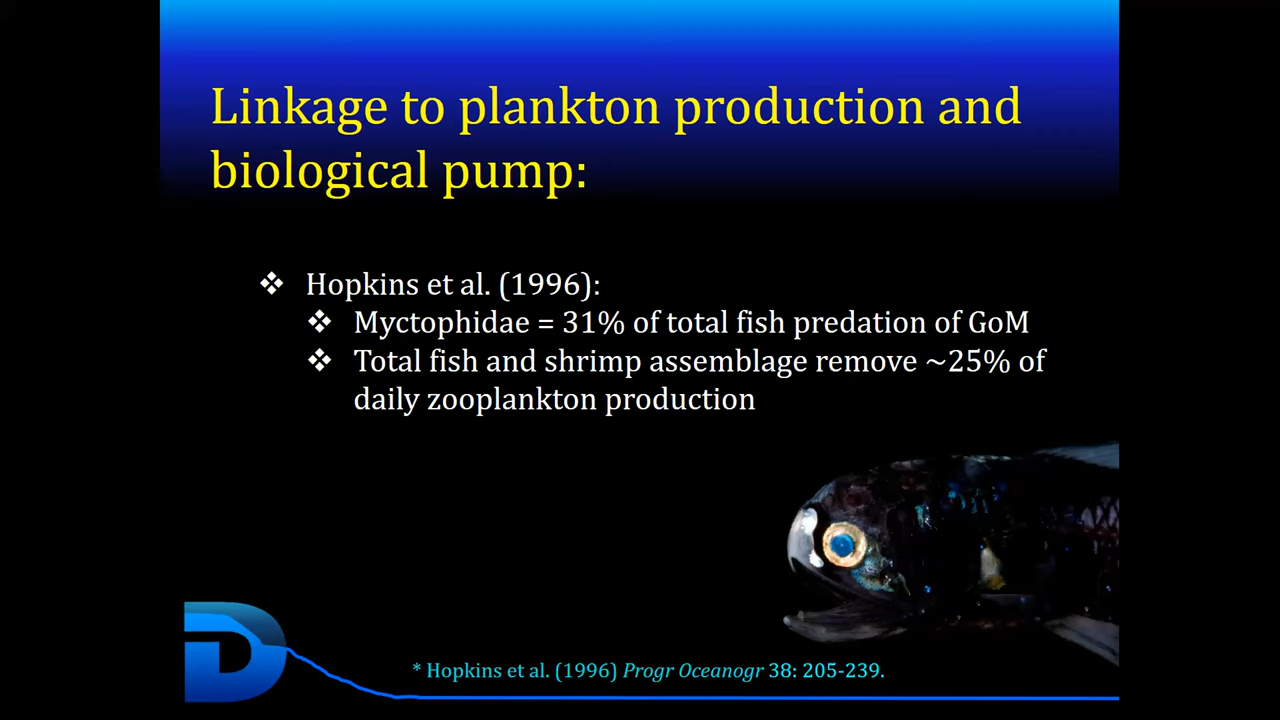 Linkage to plankton production and
biological pump:
❖ Hopkins et al. (1996):
❖ Myctophidae = 31% of total fish predation of GoM
❖ Total fish and shrimp assemblage remove ~25% of
daily zooplankton production
D
* Hopkins et al. (1996) Progr Oceanogr 38: 205-239.